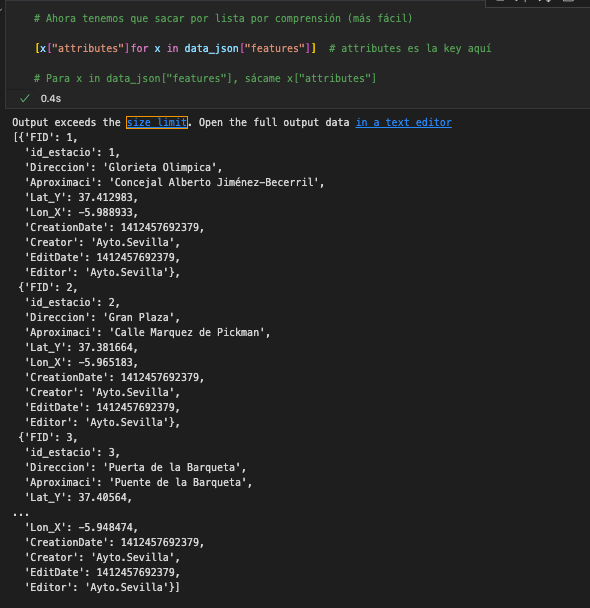 # Ahora tenemos que sacar por lista por comprensión (más fácil)
[x["attributes"]for x in data_json["features"]]  # attributes es la key aquí
# Para x in data_json["features"], sácame x["attributes"]
0.4s
Output exceeds the size limit. Open the full output data in a text editor
[{'FID': 1,
  'id_estacio': 1,
  'Direccion': 'Glorieta Olimpica',
  'Aproximaci': 'Concejal Alberto Jiménez-Becerril',
  'Lat_Y': 37.412983,
  'Lon_X': -5.988933,
  'CreationDate': 1412457692379,
  'Creator': 'Ayto.Sevilla',
  'EditDate': 1412457692379,
  'Editor': 'Ayto.Sevilla'},
 {'FID': 2,
  'id_estacio': 2,
  'Direccion': 'Gran Plaza',
  'Aproximaci': 'Calle Marquez de Pickman',
  'Lat_Y': 37.381664,
  'Lon_X': -5.965183,
  'CreationDate': 1412457692379,
  'Creator': 'Ayto.Sevilla',
  'EditDate': 1412457692379,
  'Editor': 'Ayto.Sevilla'},
 {'FID': 3,
  'id_estacio': 3,
  'Direccion': 'Puerta de la Barqueta',
  'Aproximaci': 'Puente de la Barqueta',
  'Lat_Y': 37.40564,
...
  'Lon_X': -5.948474,
  'CreationDate': 1412457692379,
  'Creator': 'Ayto.Sevilla',
  'EditDate': 1412457692379,
  'Editor': 'Ayto.Sevilla'}]